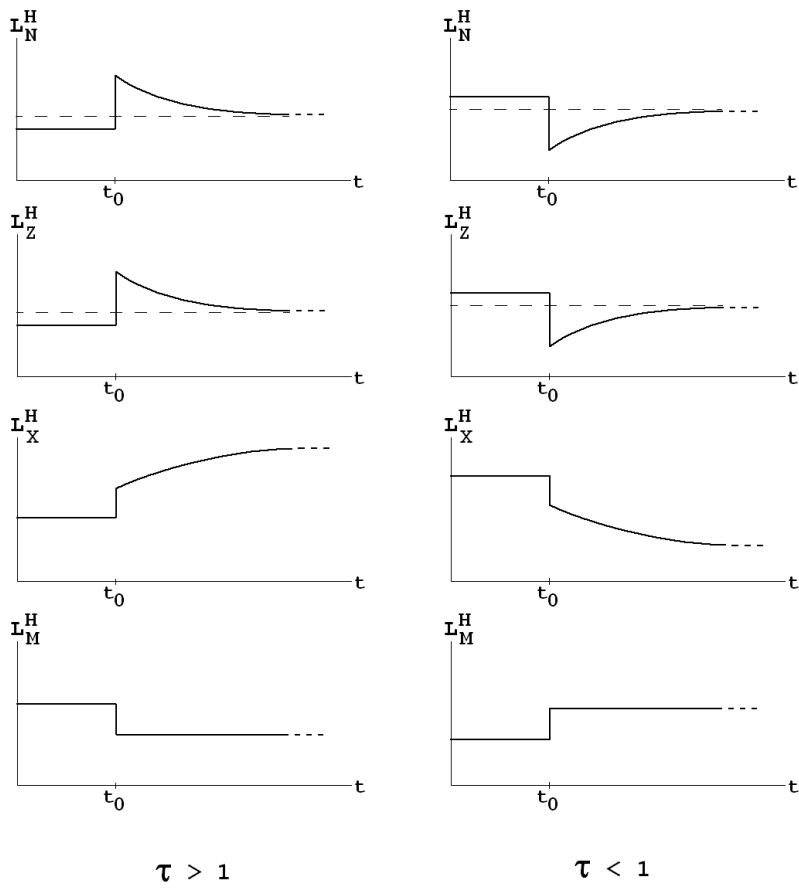 L^H_N
L^H_N
t
t
t_0
t_0
L^H_Z
L^H_Z
t
t
t_0
t_0
L^H_X
L^H_X
t
t
t_0
t_0
L^H_M
L^H_M
t
t
t_0
t_0
τ > 1
τ < 1